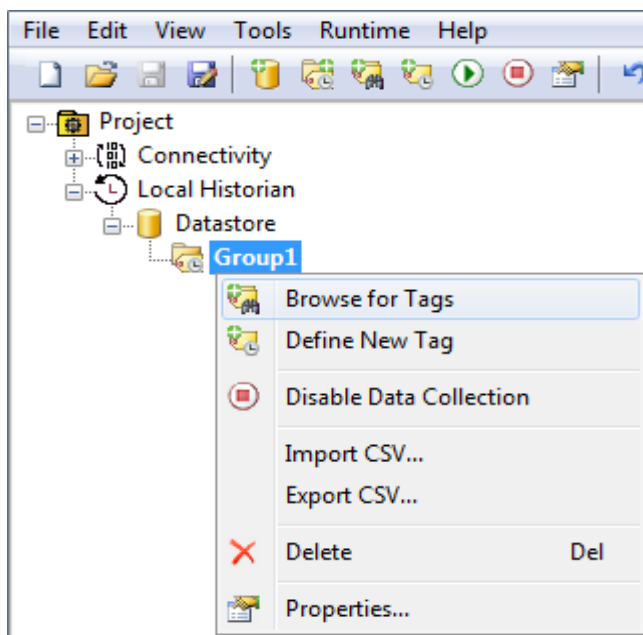 File Edit View Tools Runtime Help
Project
Connectivity
Local Historian
Datastore
Group1
Browse for Tags
Define New Tag
Disable Data Collection
Import CSV...
Export CSV...
Delete Del
Properties...